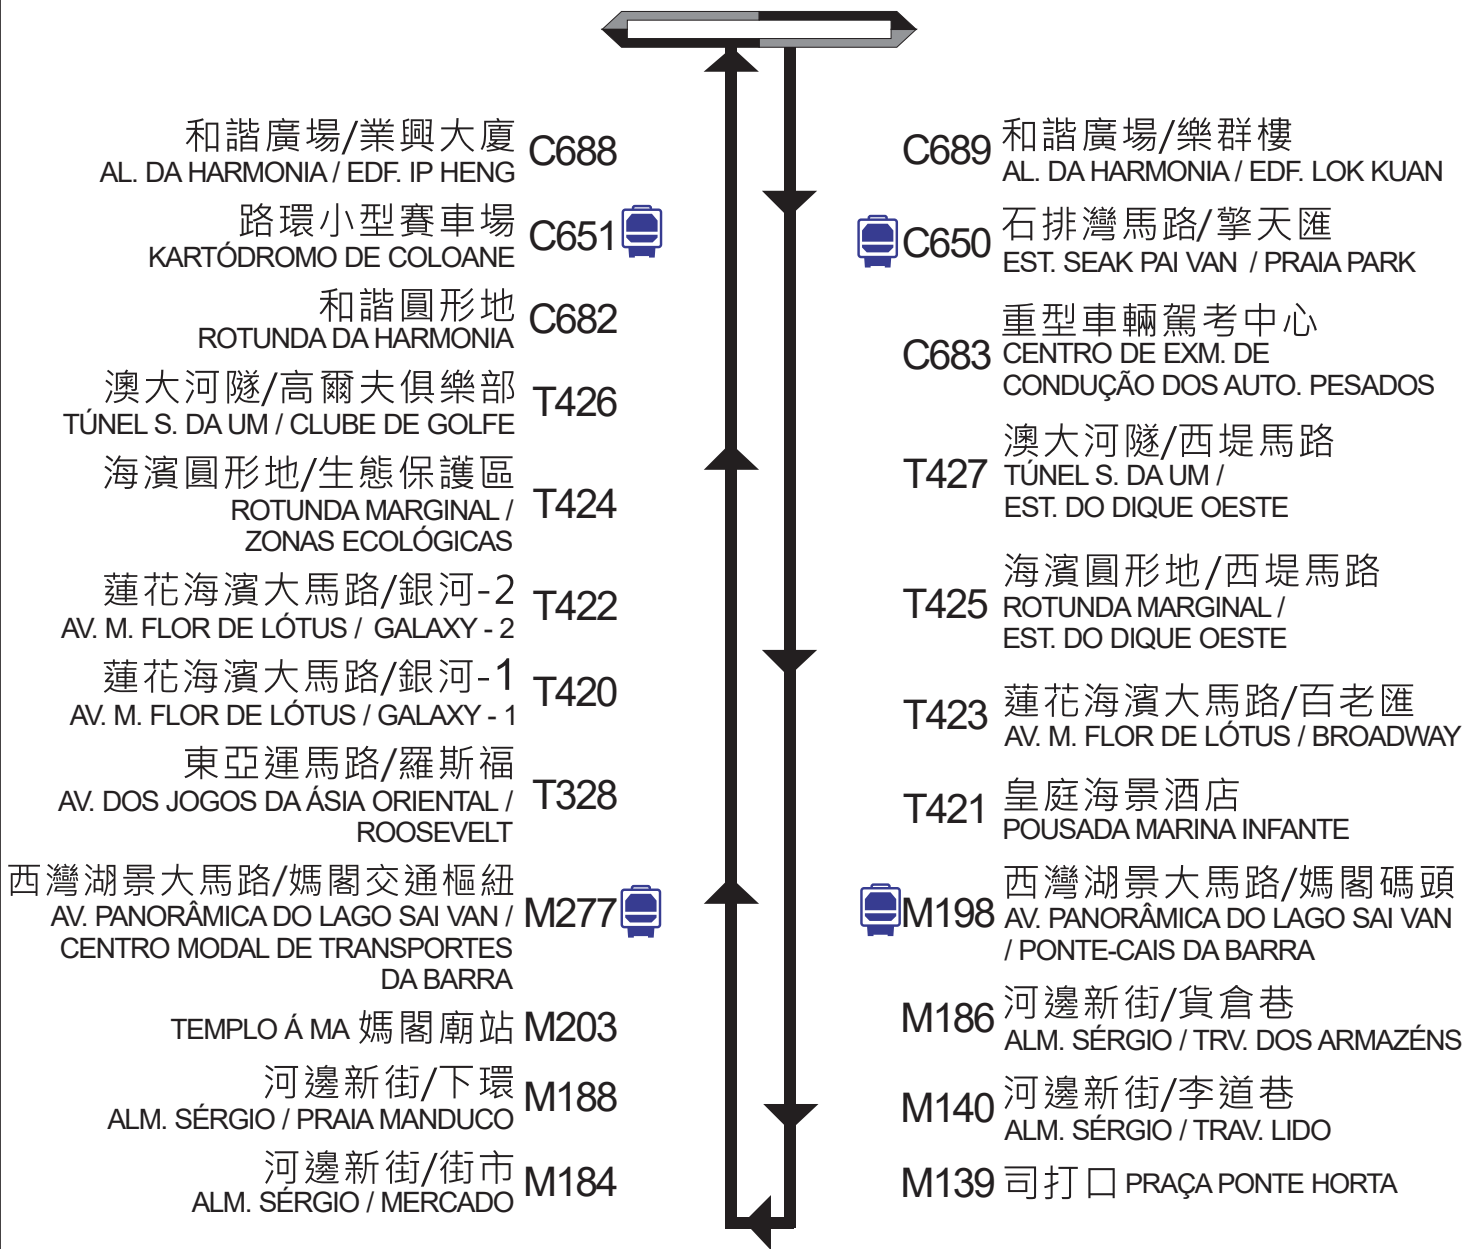 和諧廣場/業興大廈
AL. DA HARMONIA / EDF. IP HENG
C688
路環小型賽車場
KARTÓDROMO DE COLOANE
C651
和諧圓形地
ROTUNDA DA HARMONIA
C682
澳大河隧/高爾夫俱樂部
TÚNEL S. DA UM / CLUBE DE GOLFE
T426
海濱圓形地/生態保護區
ROTUNDA MARGINAL /
ZONAS ECOLÓGICAS
T424
蓮花海濱大馬路/銀河-2
AV. M. FLOR DE LÓTUS / GALAXY - 2
T422
蓮花海濱大馬路/銀河-1
AV. M. FLOR DE LÓTUS / GALAXY - 1
T420
東亞運馬路/羅斯福
AV. DOS JOGOS DA ÁSIA ORIENTAL /
ROOSEVELT
T328
西灣湖景大馬路/媽閣交通樞紐
AV. PANORÂMICA DO LAGO SAI VAN /
CENTRO MODAL DE TRANSPORTES
DA BARRA
M277
TEMPLO Á MA 媽閣廟站 M203
河邊新街/下環
ALM. SÉRGIO / PRAIA MANDUCO
M188
河邊新街/街市
ALM. SÉRGIO / MERCADO
M184
C689
和諧廣場/樂群樓
AL. DA HARMONIA / EDF. LOK KUAN
C650
石排灣馬路/擎天匯
EST. SEAK PAI VAN / PRAIA PARK
C683
重型車輛駕考中心
CENTRO DE EXM. DE
CONDUÇÃO DOS AUTO. PESADOS
T427
澳大河隧/西堤馬路
TÚNEL S. DA UM /
EST. DO DIQUE OESTE
T425
海濱圓形地/西堤馬路
ROTUNDA MARGINAL /
EST. DO DIQUE OESTE
T423
蓮花海濱大馬路/百老匯
AV. M. FLOR DE LÓTUS / BROADWAY
T421
皇庭海景酒店
POUSADA MARINA INFANTE
M198
西灣湖景大馬路/媽閣碼頭
AV. PANORÂMICA DO LAGO SAI VAN
/ PONTE-CAIS DA BARRA
M186
河邊新街/貨倉巷
ALM. SÉRGIO / TRV. DOS ARMAZÉNS
M140
河邊新街/李道巷
ALM. SÉRGIO / TRAV. LIDO
M139 司打口 PRAÇA PONTE HORTA